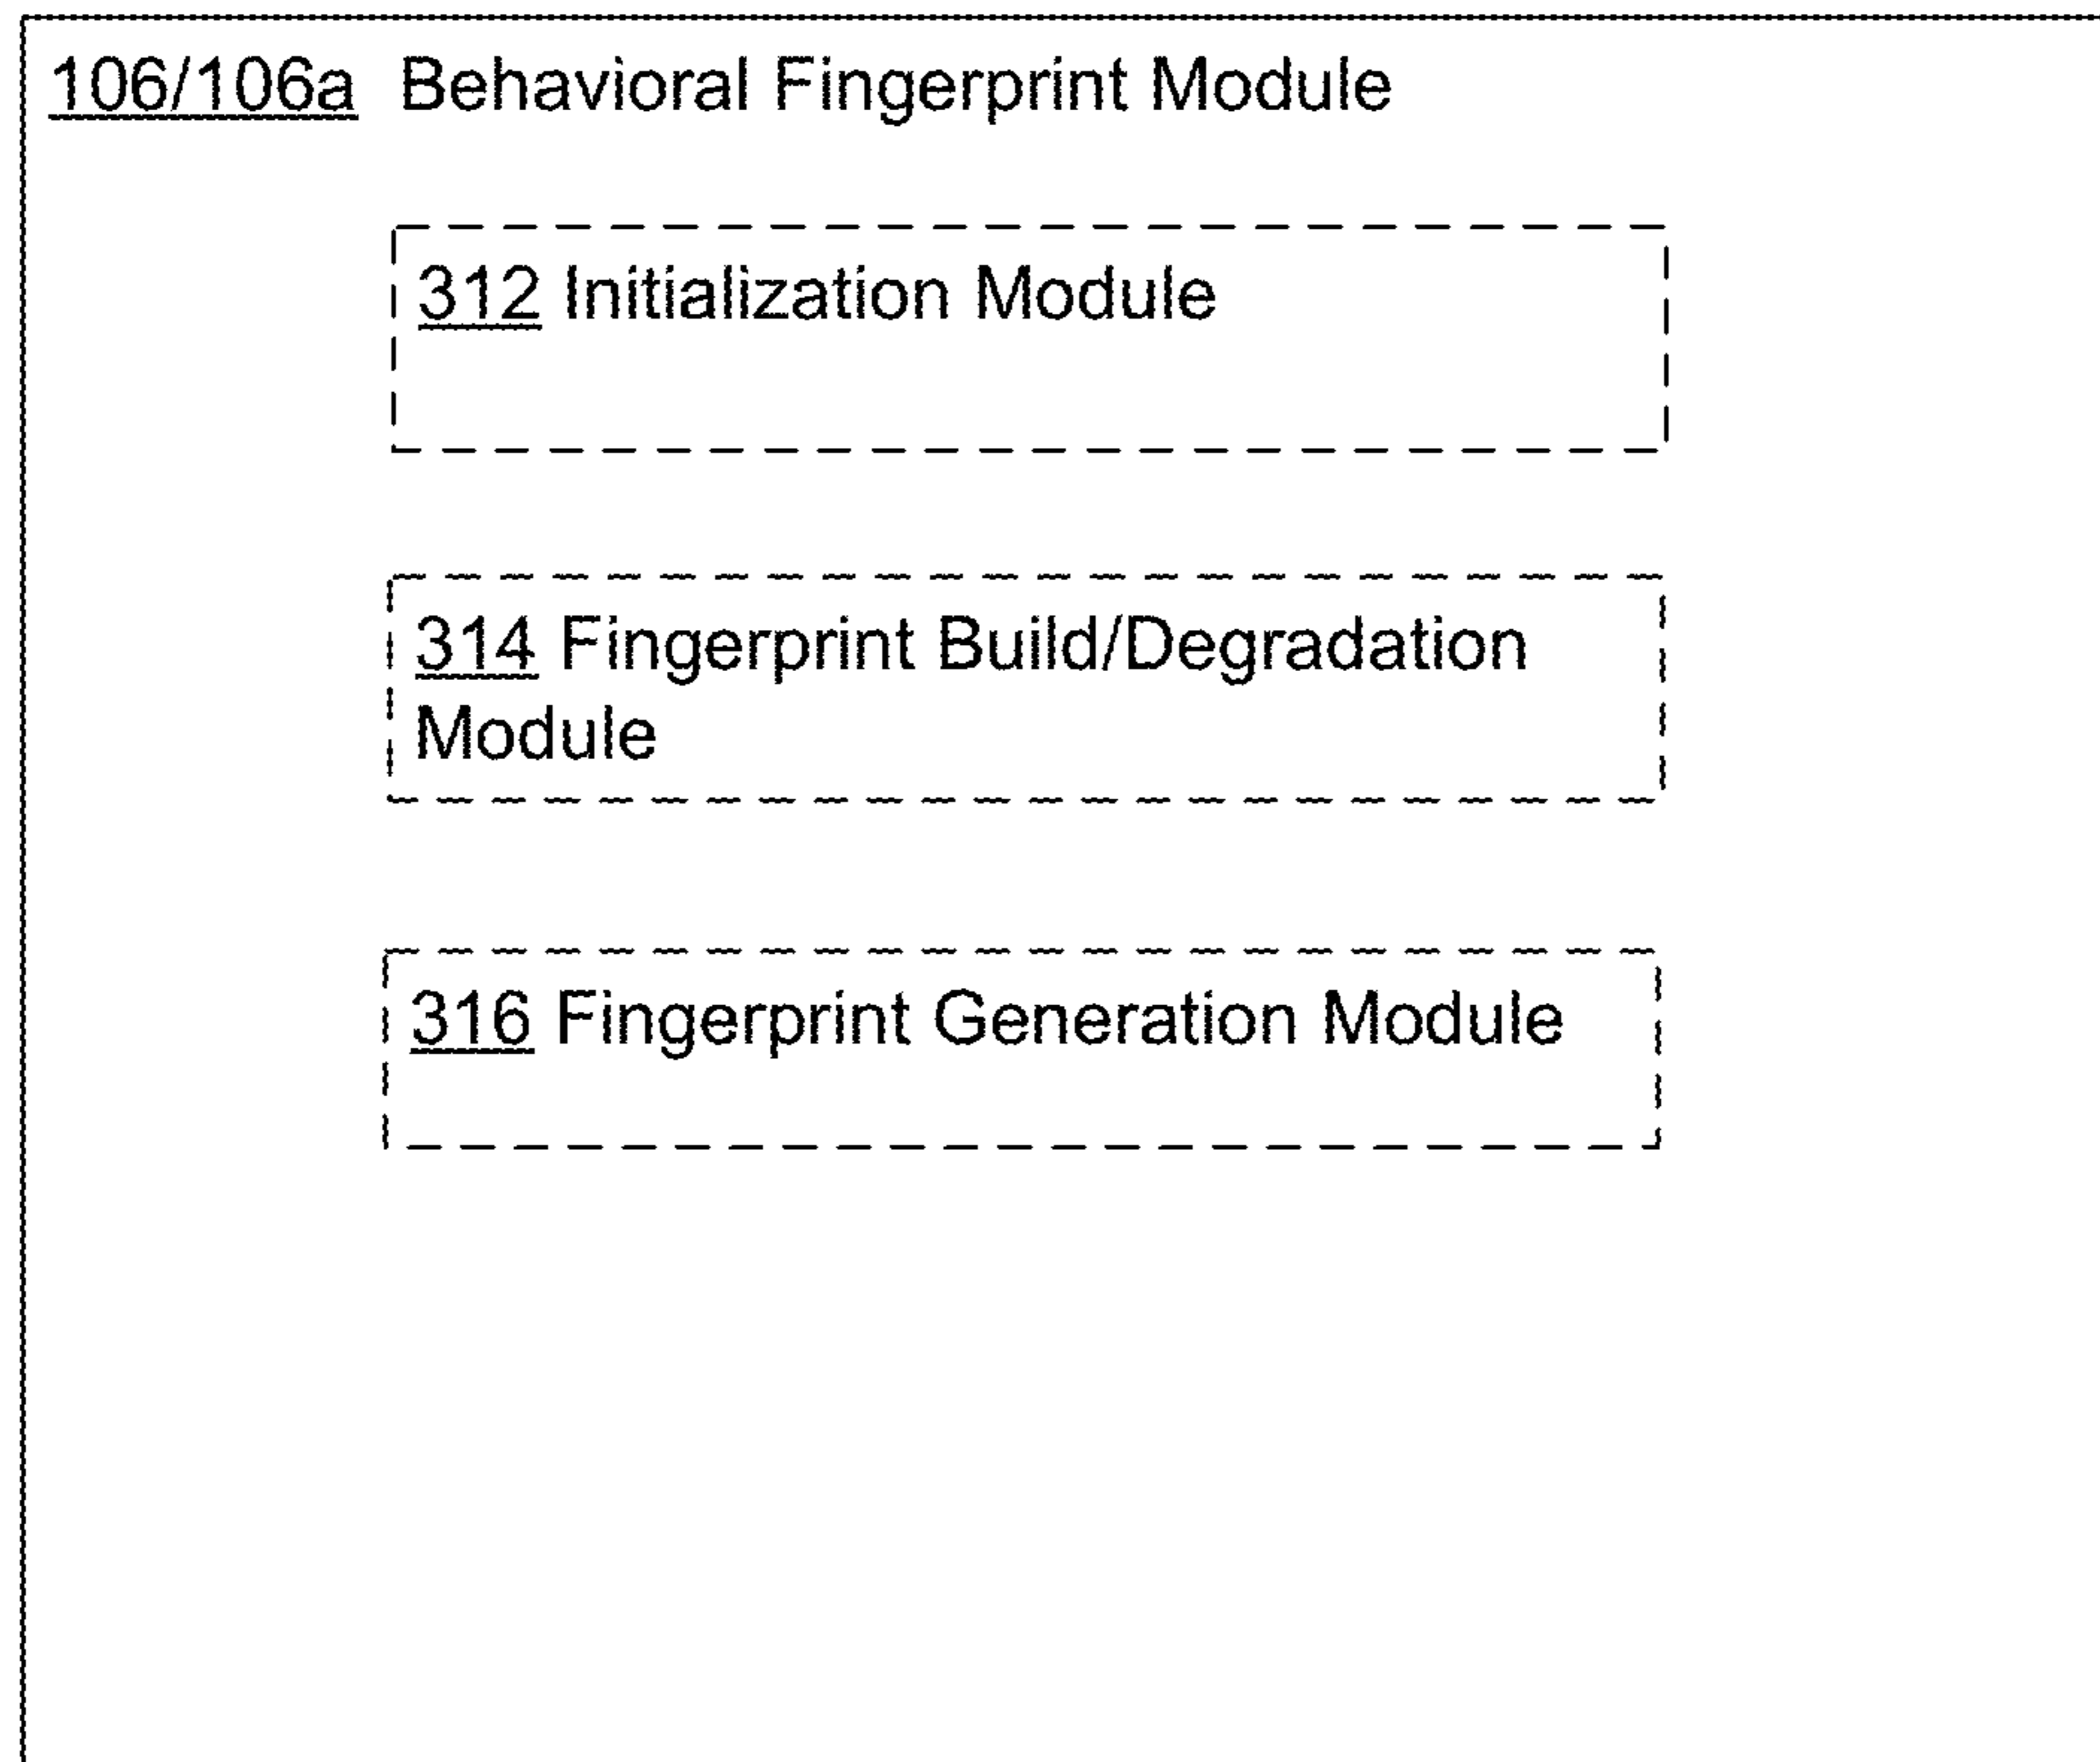 106/106a Behavioral Fingerprint Module
312 Initialization Module
314 Fingerprint Build/Degradation
Module
316 Fingerprint Generation Module